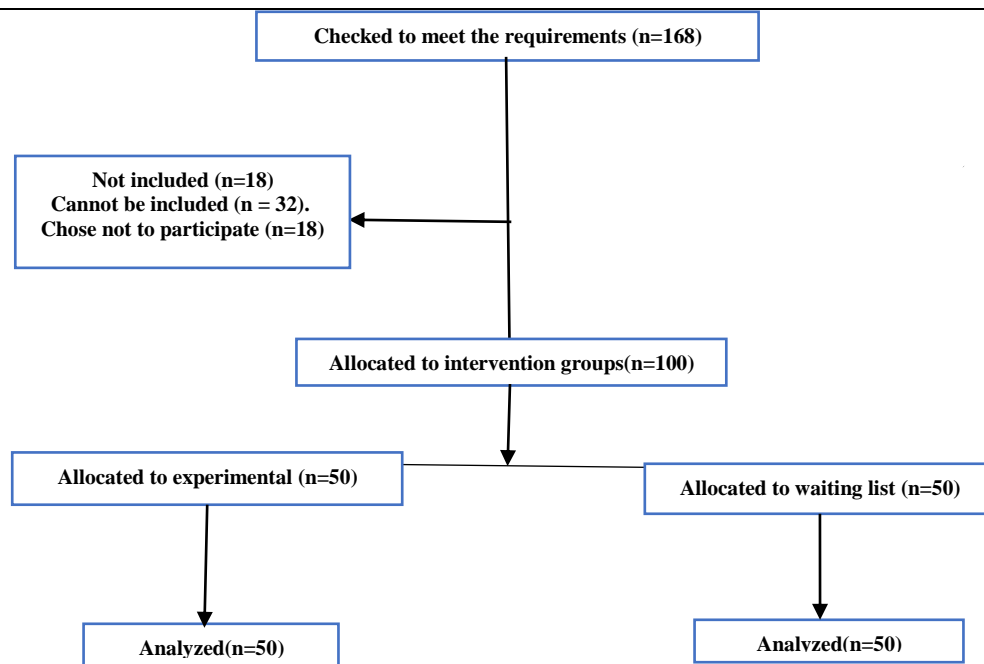 Checked to meet the requirements (n=168)
Not included (n=18)
Cannot be included (n = 32).
Chose not to participate (n=18)
Allocated to intervention groups(n=100)
Allocated to experimental (n=50)
Allocated to waiting list (n=50)
Analyzed(n=50)
Analyzed(n=50)